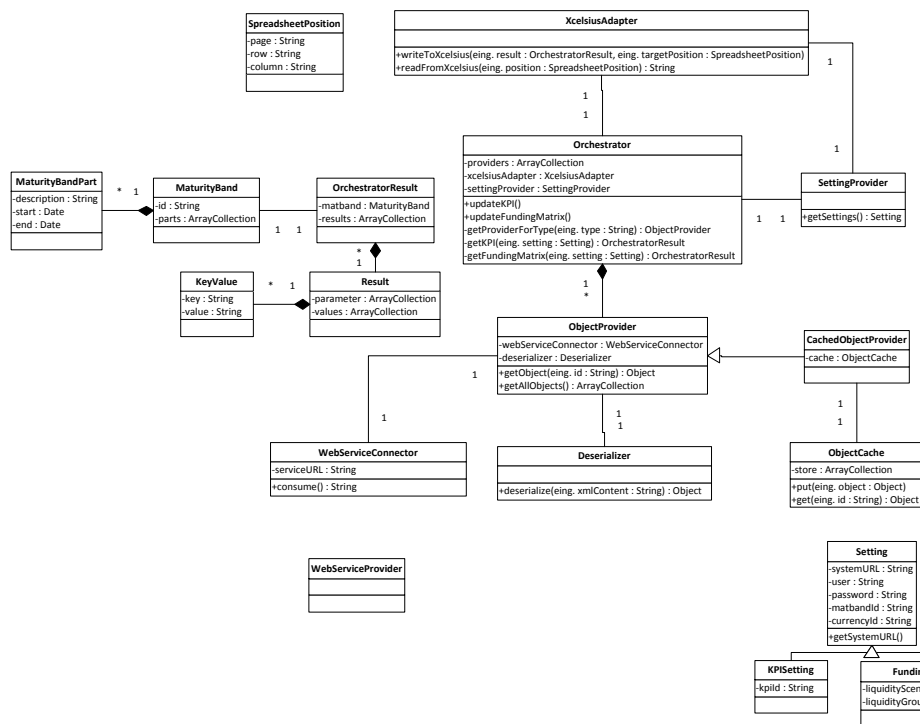 SpreadsheetPosition
-page : String
-row : String
-column : String
XcelsiusAdapter
+writeToXcelsius(eing. result : OrchestratorResult, eing. targetPosition : SpreadsheetPosition)
+readFromXcelsius(eing. position : SpreadsheetPosition) : String
1
1
1
1
Orchestrator
-providers : ArrayCollection
-xcelsiusAdapter : XcelsiusAdapter
-settingProvider : SettingProvider
+updateKPI()
+updateFundingMatrix()
-getProviderForType(eing. type : String) : ObjectProvider
-getKPI(eing. setting : Setting) : OrchestratorResult
-getFundingMatrix(eing. setting : Setting) : OrchestratorResult
1 1
SettingProvider
+getSettings() : Setting
MaturityBandPart
-description : String
-start : Date
-end : Date
* 1
MaturityBand
-id : String
-parts : ArrayCollection
1 1
OrchestratorResult
-matband : MaturityBand
-results : ArrayCollection
*
1
KeyValue
-key : String
-value : String
* 1
Result
-parameter : ArrayCollection
-values : ArrayCollection
1
*
ObjectProvider
-webServiceConnector : WebServiceConnector
-deserializer : Deserializer
+getObject(eing. id : String) : Object
+getAllObjects() : ArrayCollection
CachedObjectProvider
-cache : ObjectCache
1
1
1
1
1
1
WebServiceConnector
-serviceURL : String
+consume() : String
Deserializer
+deserialize(eing. xmlContent : String) : Object
ObjectCache
-store : ArrayCollection
+put(eing. object : Object)
+get(eing. id : String) : Object
WebServiceProvider
Setting
-systemURL : String
-user : String
-password : String
-matbandId : String
-currencyId : String
+getSystemURL()
KPISetting
-kpiId : String
Fundin
-liquidityScen
-liquidityGrou